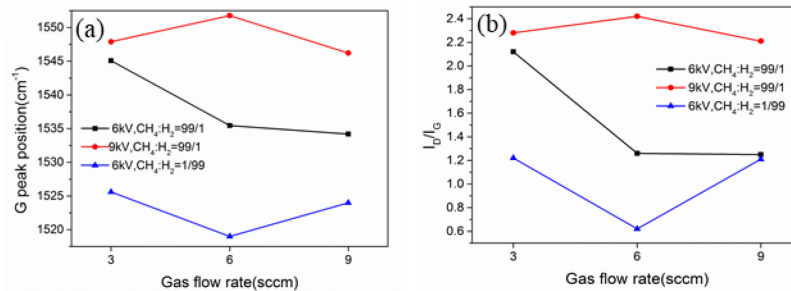 (a)
G peak position(cm⁻¹)
1550
1545
1540
1535
1530
1525
1520
6kV,CH₄:H₂=99/1
9kV,CH₄:H₂=99/1
6kV,CH₄:H₂=1/99
3 6 9
Gas flow rate(sccm)
(b)
I_D/I_G
2.4
2.2
2.0
1.8
1.6
1.4
1.2
1.0
0.8
0.6
6kV,CH₄:H₂=99/1
9kV,CH₄:H₂=99/1
6kV,CH₄:H₂=1/99
3 6 9
Gas flow rate(sccm)